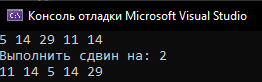 Консоль отладки Microsoft Visual Studio
5 14 29 11 14
Выполнить сдвин на: 2
11 14 5 14 29